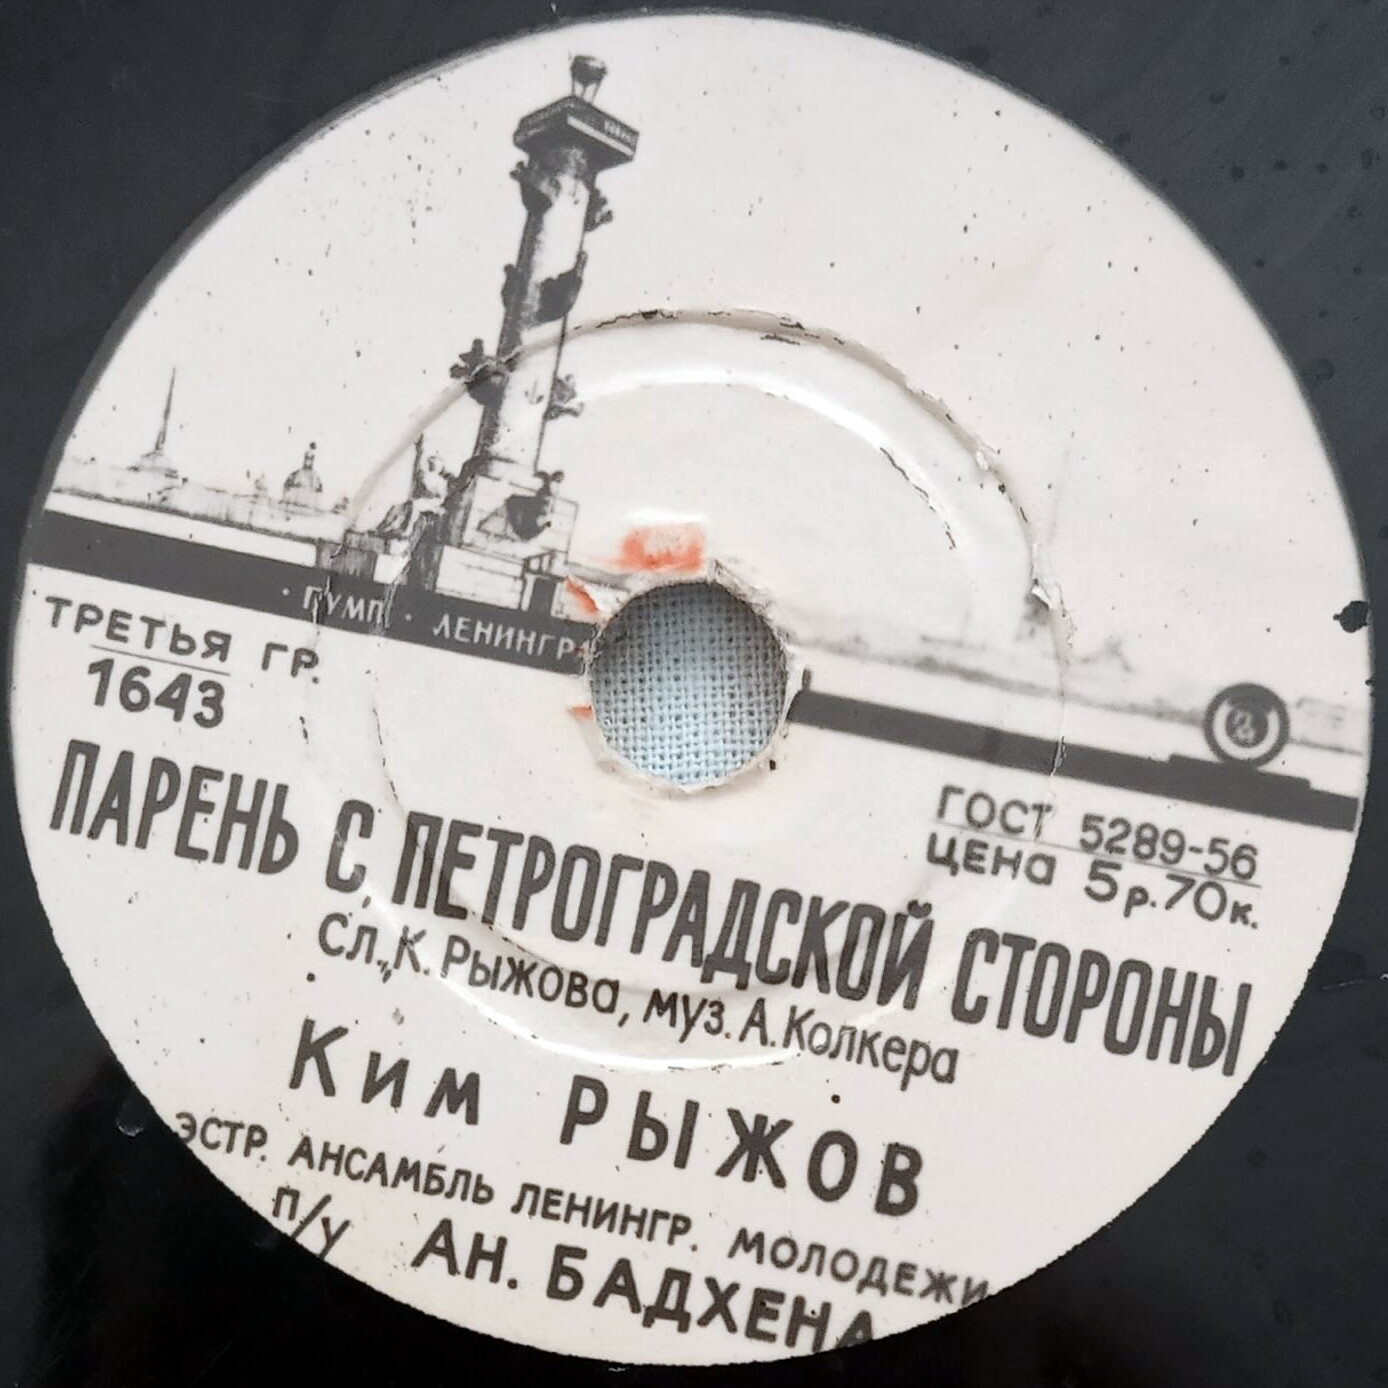 · ГУМП · ЛЕНИНГРА
ТРЕТЬЯ ГР.
1643
ГОСТ 5289-56
ЦЕНА 5р.70к.
ПАРЕНЬ С ПЕТРОГРАДСКОЙ СТОРОНЫ
Сл. К. Рыжова, муз. А. Колкера
Ким РЫЖОВ
ЭСТР. АНСАМБЛЬ ЛЕНИНГР. МОЛОДЕЖИ
п/у АН. БАДХЕНА